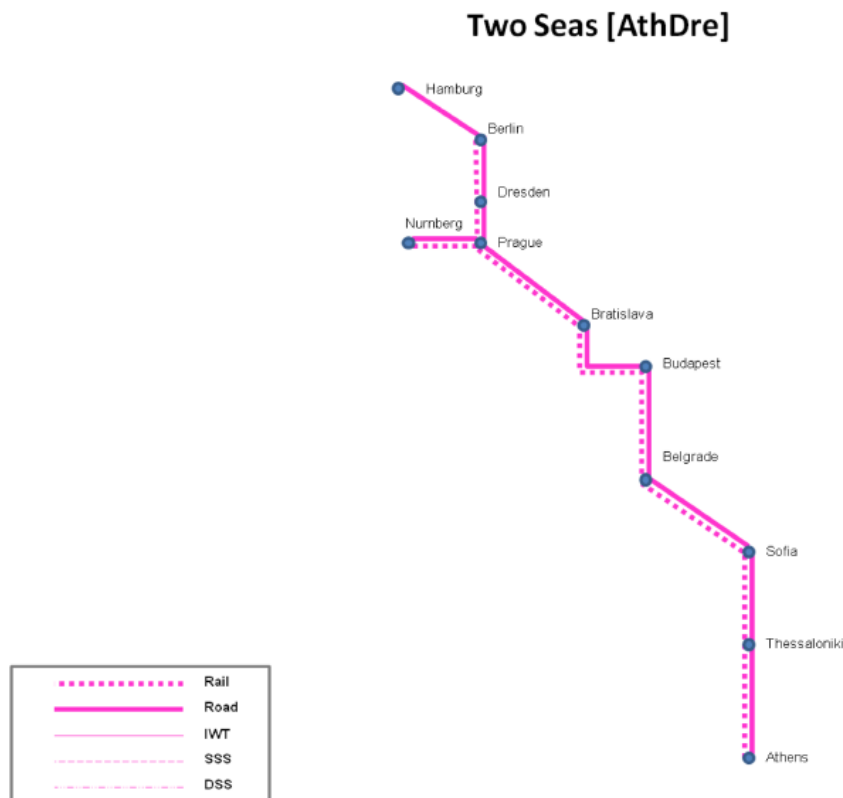 Two Seas [AthDre]
Hamburg
Berlin
Dresden
Nurnberg
Prague
Bratislava
Budapest
Belgrade
Sofia
Thessaloniki
Athens
Rail
Road
IWT
SSS
DSS